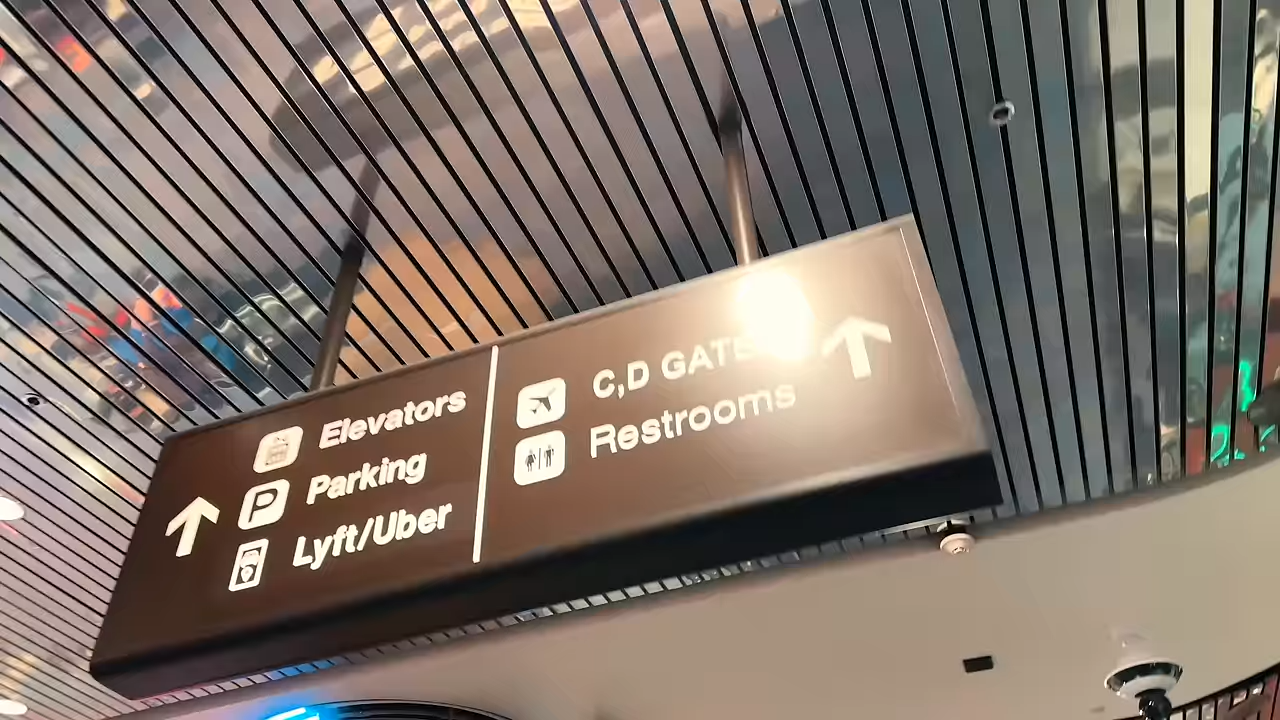 Elevators
P Parking
Lyft/Uber
C,D GATE
Restrooms